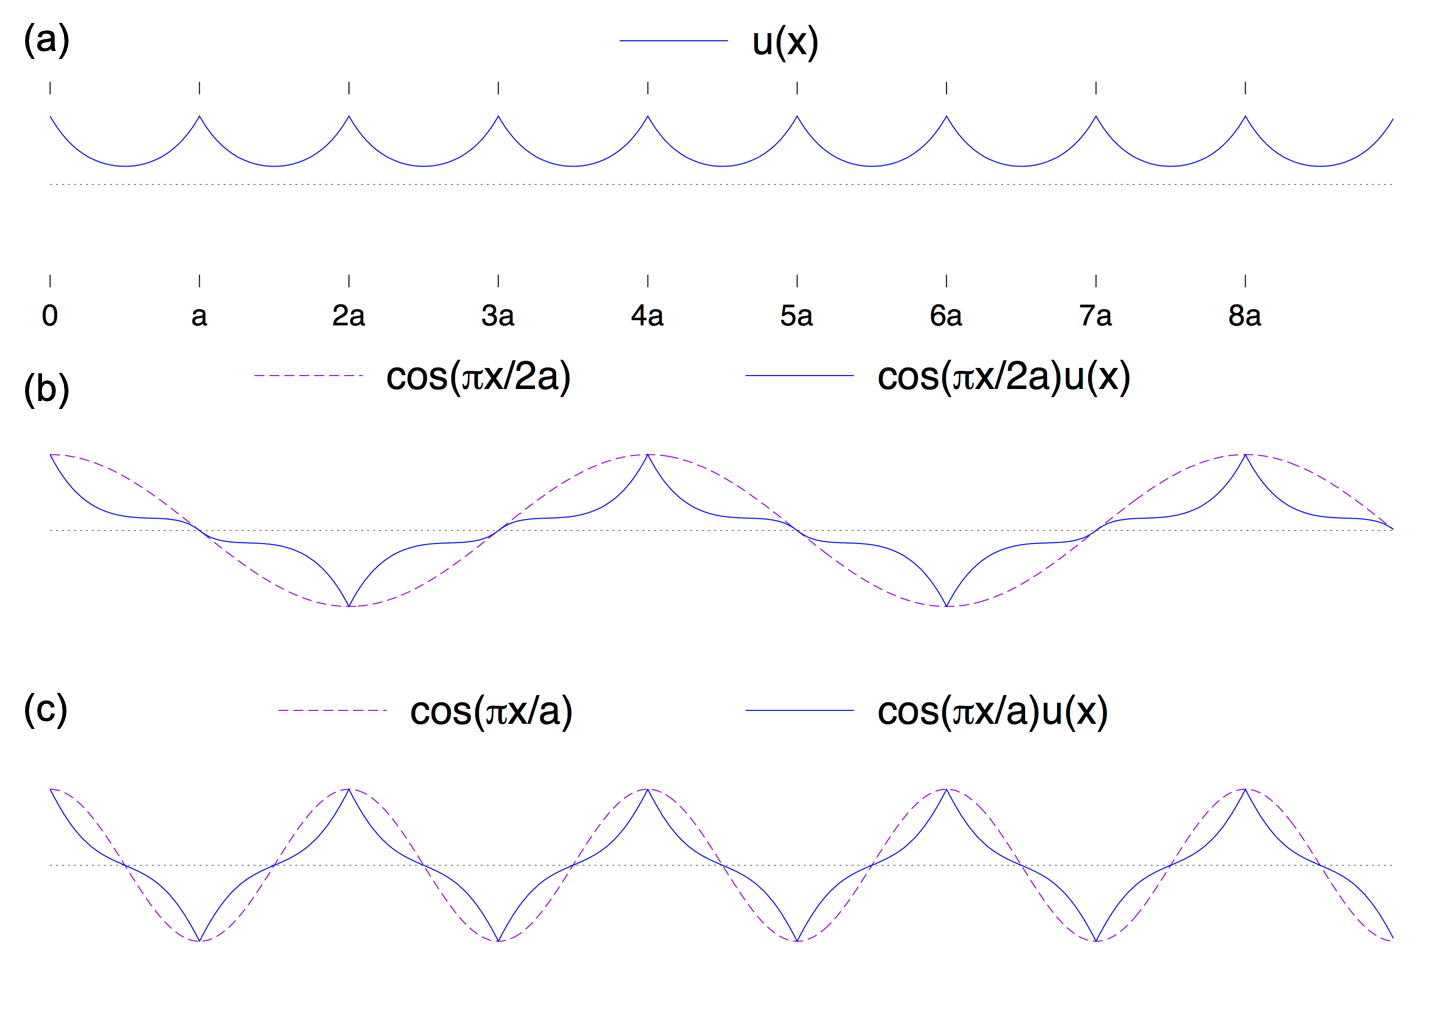 (a) u(x)
0 a 2a 3a 4a 5a 6a 7a 8a
(b) cos(πx/2a) cos(πx/2a)u(x)
(c) cos(πx/a) cos(πx/a)u(x)